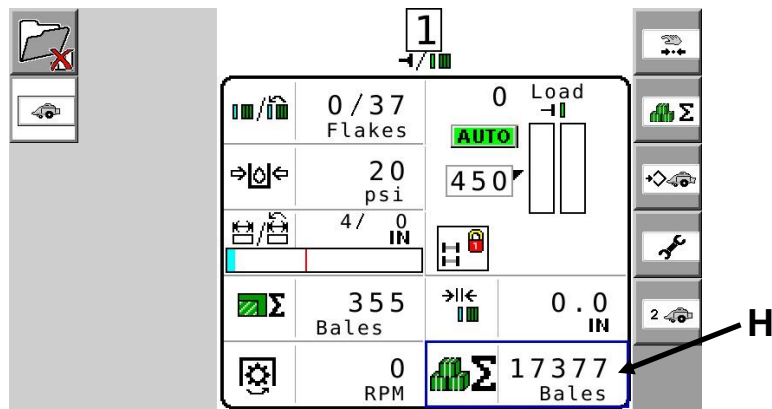 1
0/37
Flakes
0
Load
AUTO
20
psi
450
4/ 0
IN
355
Bales
0.0
IN
2
H
0
RPM
17377
Bales